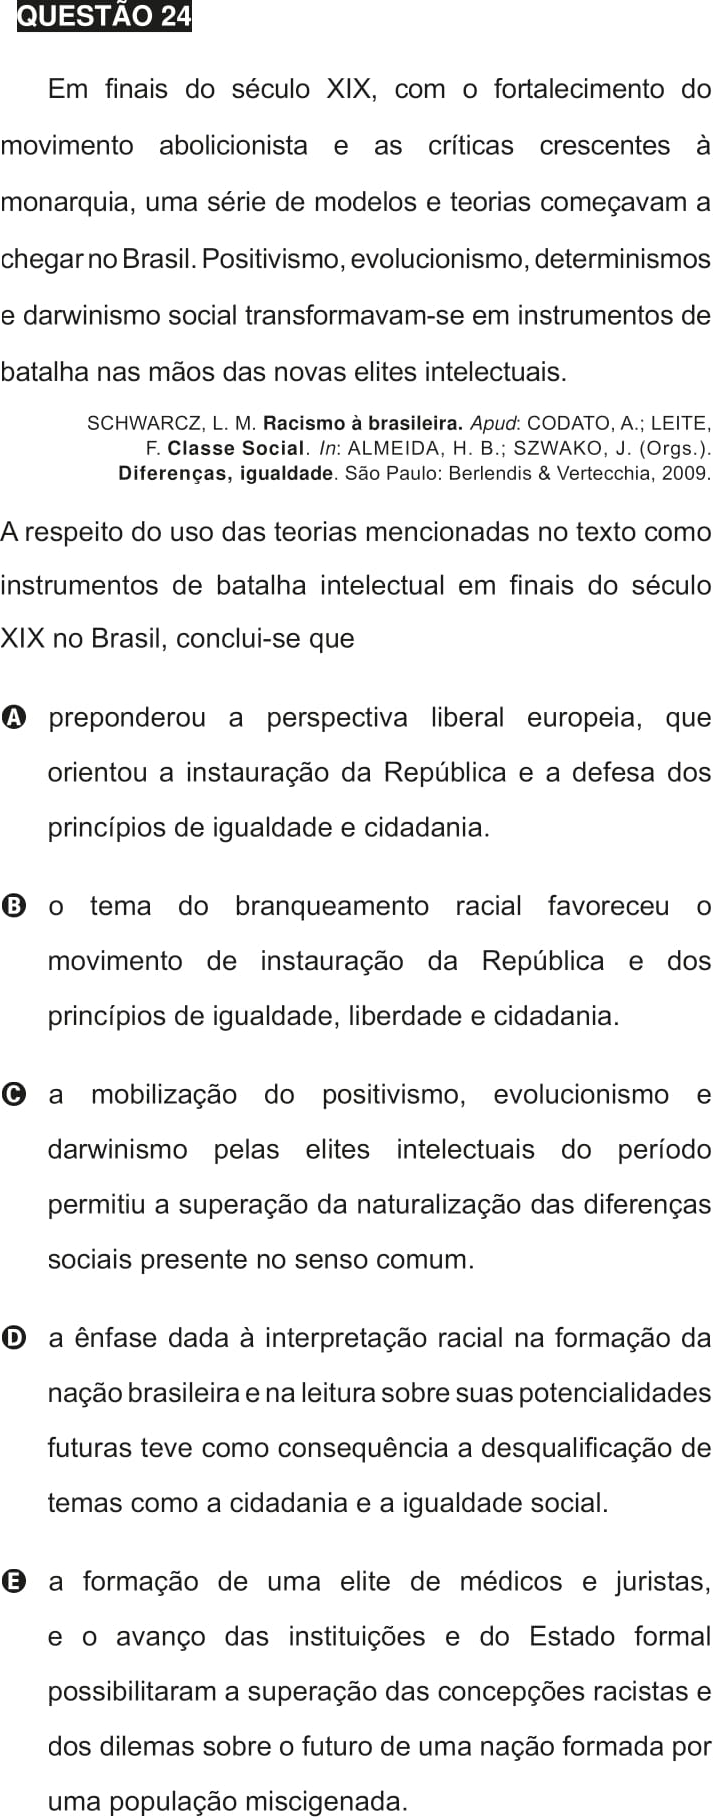 QUESTÃO 24
Em finais do século XIX, com o fortalecimento do
movimento abolicionista e as críticas crescentes à
monarquia, uma série de modelos e teorias começavam a
chegar no Brasil. Positivismo, evolucionismo, determinismos
e darwinismo social transformavam-se em instrumentos de
batalha nas mãos das novas elites intelectuais.
SCHWARCZ, L. M. Racismo à brasileira. Apud: CODATO, A.; LEITE,
F. Classe Social. In: ALMEIDA, H. B.; SZWAKO, J. (Orgs.).
Diferenças, igualdade. São Paulo: Berlendis & Vertecchia, 2009.
A respeito do uso das teorias mencionadas no texto como
instrumentos de batalha intelectual em finais do século
XIX no Brasil, conclui-se que
A preponderou a perspectiva liberal europeia, que
orientou a instauração da República e a defesa dos
princípios de igualdade e cidadania.
B o tema do branqueamento racial favoreceu o
movimento de instauração da República e dos
princípios de igualdade, liberdade e cidadania.
C a mobilização do positivismo, evolucionismo e
darwinismo pelas elites intelectuais do período
permitiu a superação da naturalização das diferenças
sociais presente no senso comum.
D a ênfase dada à interpretação racial na formação da
nação brasileira e na leitura sobre suas potencialidades
futuras teve como consequência a desqualificação de
temas como a cidadania e a igualdade social.
E a formação de uma elite de médicos e juristas,
e o avanço das instituições e do Estado formal
possibilitaram a superação das concepções racistas e
dos dilemas sobre o futuro de uma nação formada por
uma população miscigenada.